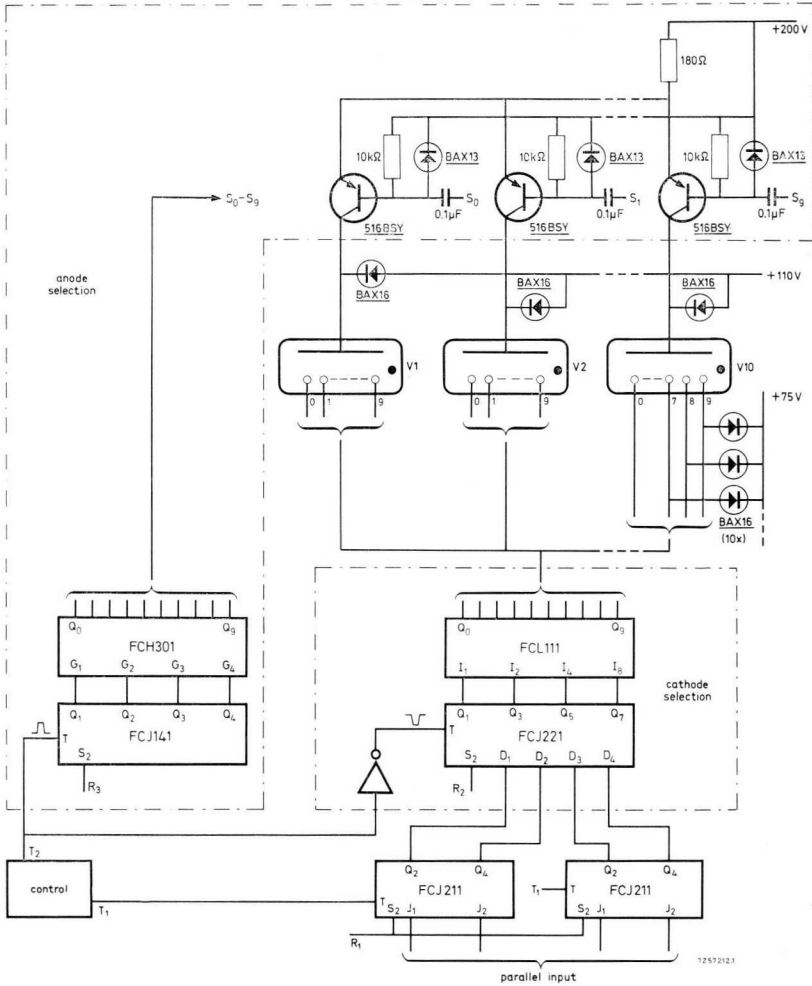 +200V
180Ω
10kΩ BAX13 10kΩ BAX13 10kΩ BAX13
S0–S9
S0 S1 S9
0.1µF 0.1µF 0.1µF
516BSY 516BSY 516BSY
anode
selection
+110V
BAX16 BAX16 BAX16
V1 V2 V10
0 1 9 0 1 9 0 7 8 9
+75V
BAX16
(10x)
Q0 Q9
FCH301
G1 G2 G3 G4
Q1 Q2 Q3 Q4
T
FCJ141
S2
R3
Q0 Q9
FCL111
I1 I2 I4 I8
cathode
selection
Q1 Q3 Q5 Q7
T
FCJ221
S2 D1 D2 D3 D4
R2
T2
control
T1
Q2 Q4
T FCJ211
S2 J1 J2
Q2 Q4
T1 T FCJ211
S2 J1 J2
R1
parallel input
7Z57212.1